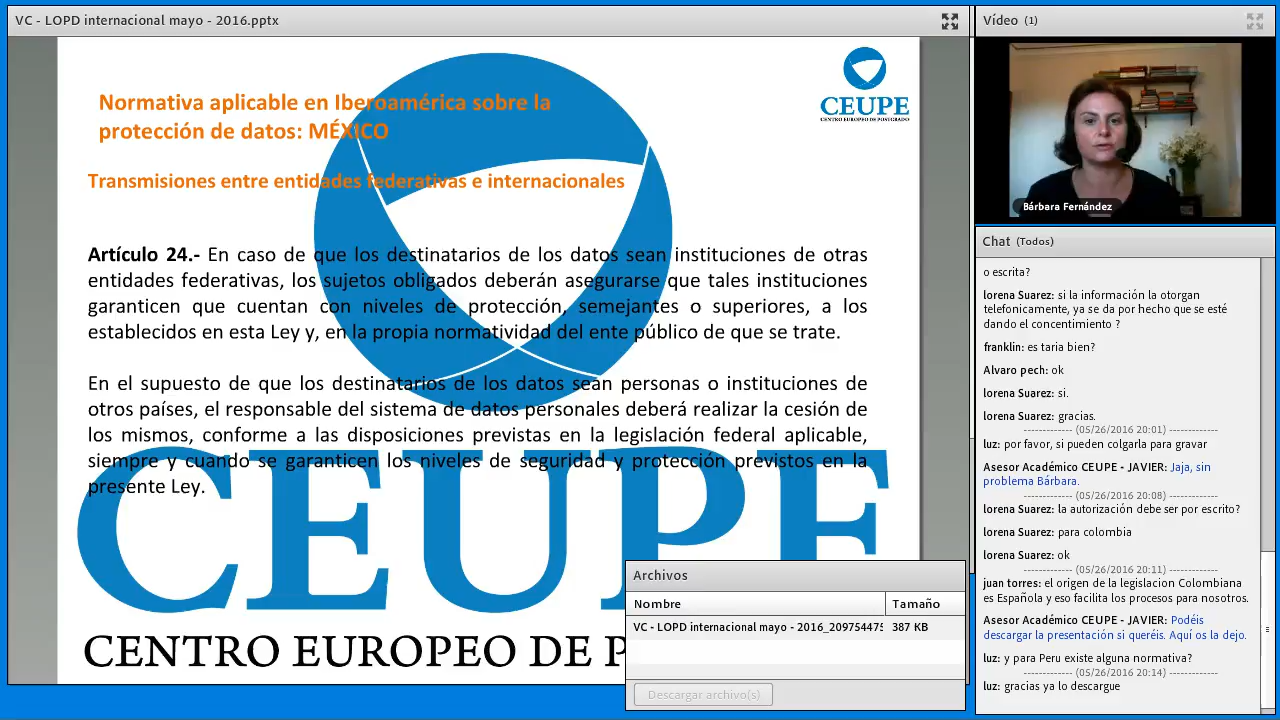 VC - LOPD internacional mayo - 2016.pptx
Normativa aplicable en Iberoamérica sobre la
protección de datos: MÉXICO
CEUPE
CENTRO EUROPEO DE POSTGRADO
Transmisiones entre entidades federativas e internacionales
Artículo 24.- En caso de que los destinatarios de los datos sean instituciones de otras
entidades federativas, los sujetos obligados deberán asegurarse que tales instituciones
garanticen que cuentan con niveles de protección, semejantes o superiores, a los
establecidos en esta Ley y, en la propia normatividad del ente público de que se trate.
En el supuesto de que los destinatarios de los datos sean personas o instituciones de
otros países, el responsable del sistema de datos personales deberá realizar la cesión de
los mismos, conforme a las disposiciones previstas en la legislación federal aplicable,
siempre y cuando se garanticen los niveles de seguridad y protección previstos en la
presente Ley.
CEUPE
CENTRO EUROPEO DE P
Archivos
Nombre Tamaño
VC - LOPD internacional mayo - 2016_209754475 387 KB
Descargar archivo(s)
Vídeo (1)
Bárbara Fernández
Chat (Todos)
o escrita?
lorena Suarez: si la información la otorgan
telefonicamente, ya se da por hecho que se esté
dando el concentimiento ?
franklin: es taria bien?
Alvaro pech: ok
lorena Suarez: si.
lorena Suarez: gracias.
------------- (05/26/2016 20:01) -------------
luz: por favor, si pueden colgarla para gravar
Asesor Académico CEUPE - JAVIER: Jaja, sin
problema Bárbara.
------------- (05/26/2016 20:08) -------------
lorena Suarez: la autorización debe ser por escrito?
lorena Suarez: para colombia
lorena Suarez: ok
------------- (05/26/2016 20:11) -------------
juan torres: el origen de la legislacion Colombiana
es Española y eso facilita los procesos para nosotros.
Asesor Académico CEUPE - JAVIER: Podéis
descargar la presentación si queréis. Aquí os la dejo.
luz: y para Peru existe alguna normativa?
------------- (05/26/2016 20:14) -------------
luz: gracias ya lo descargue